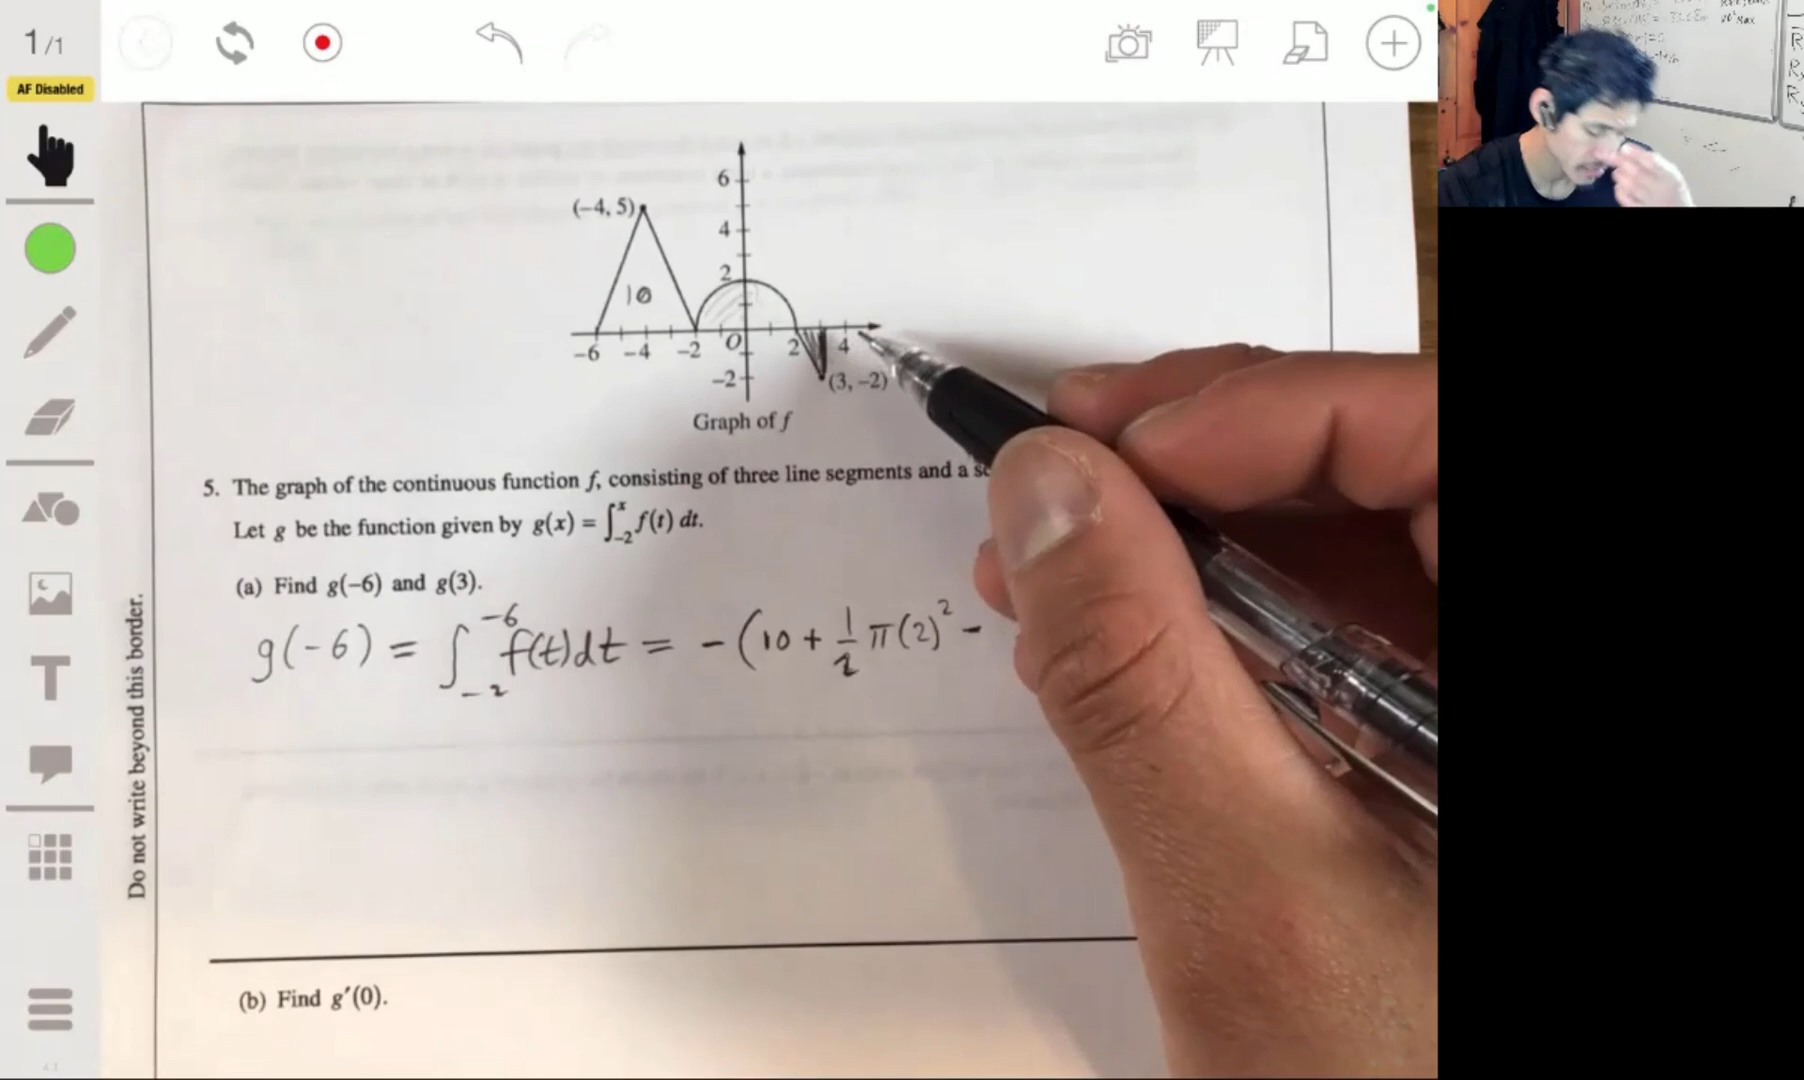 1/1
AF Disabled
6
(-4, 5)
4
2
10
-6 -4 -2 O 2 4
-2
(3, -2)
Graph of f
5. The graph of the continuous function f, consisting of three line segments and a
Let g be the function given by g(x) = ∫_{-2}^{x} f(t) dt.
(a) Find g(-6) and g(3).
g(-6) = ∫_{-2}^{-6} f(t)dt = -(10 + 1/2 π(2)^2 -
Do not write beyond this border.
(b) Find g′(0).
T